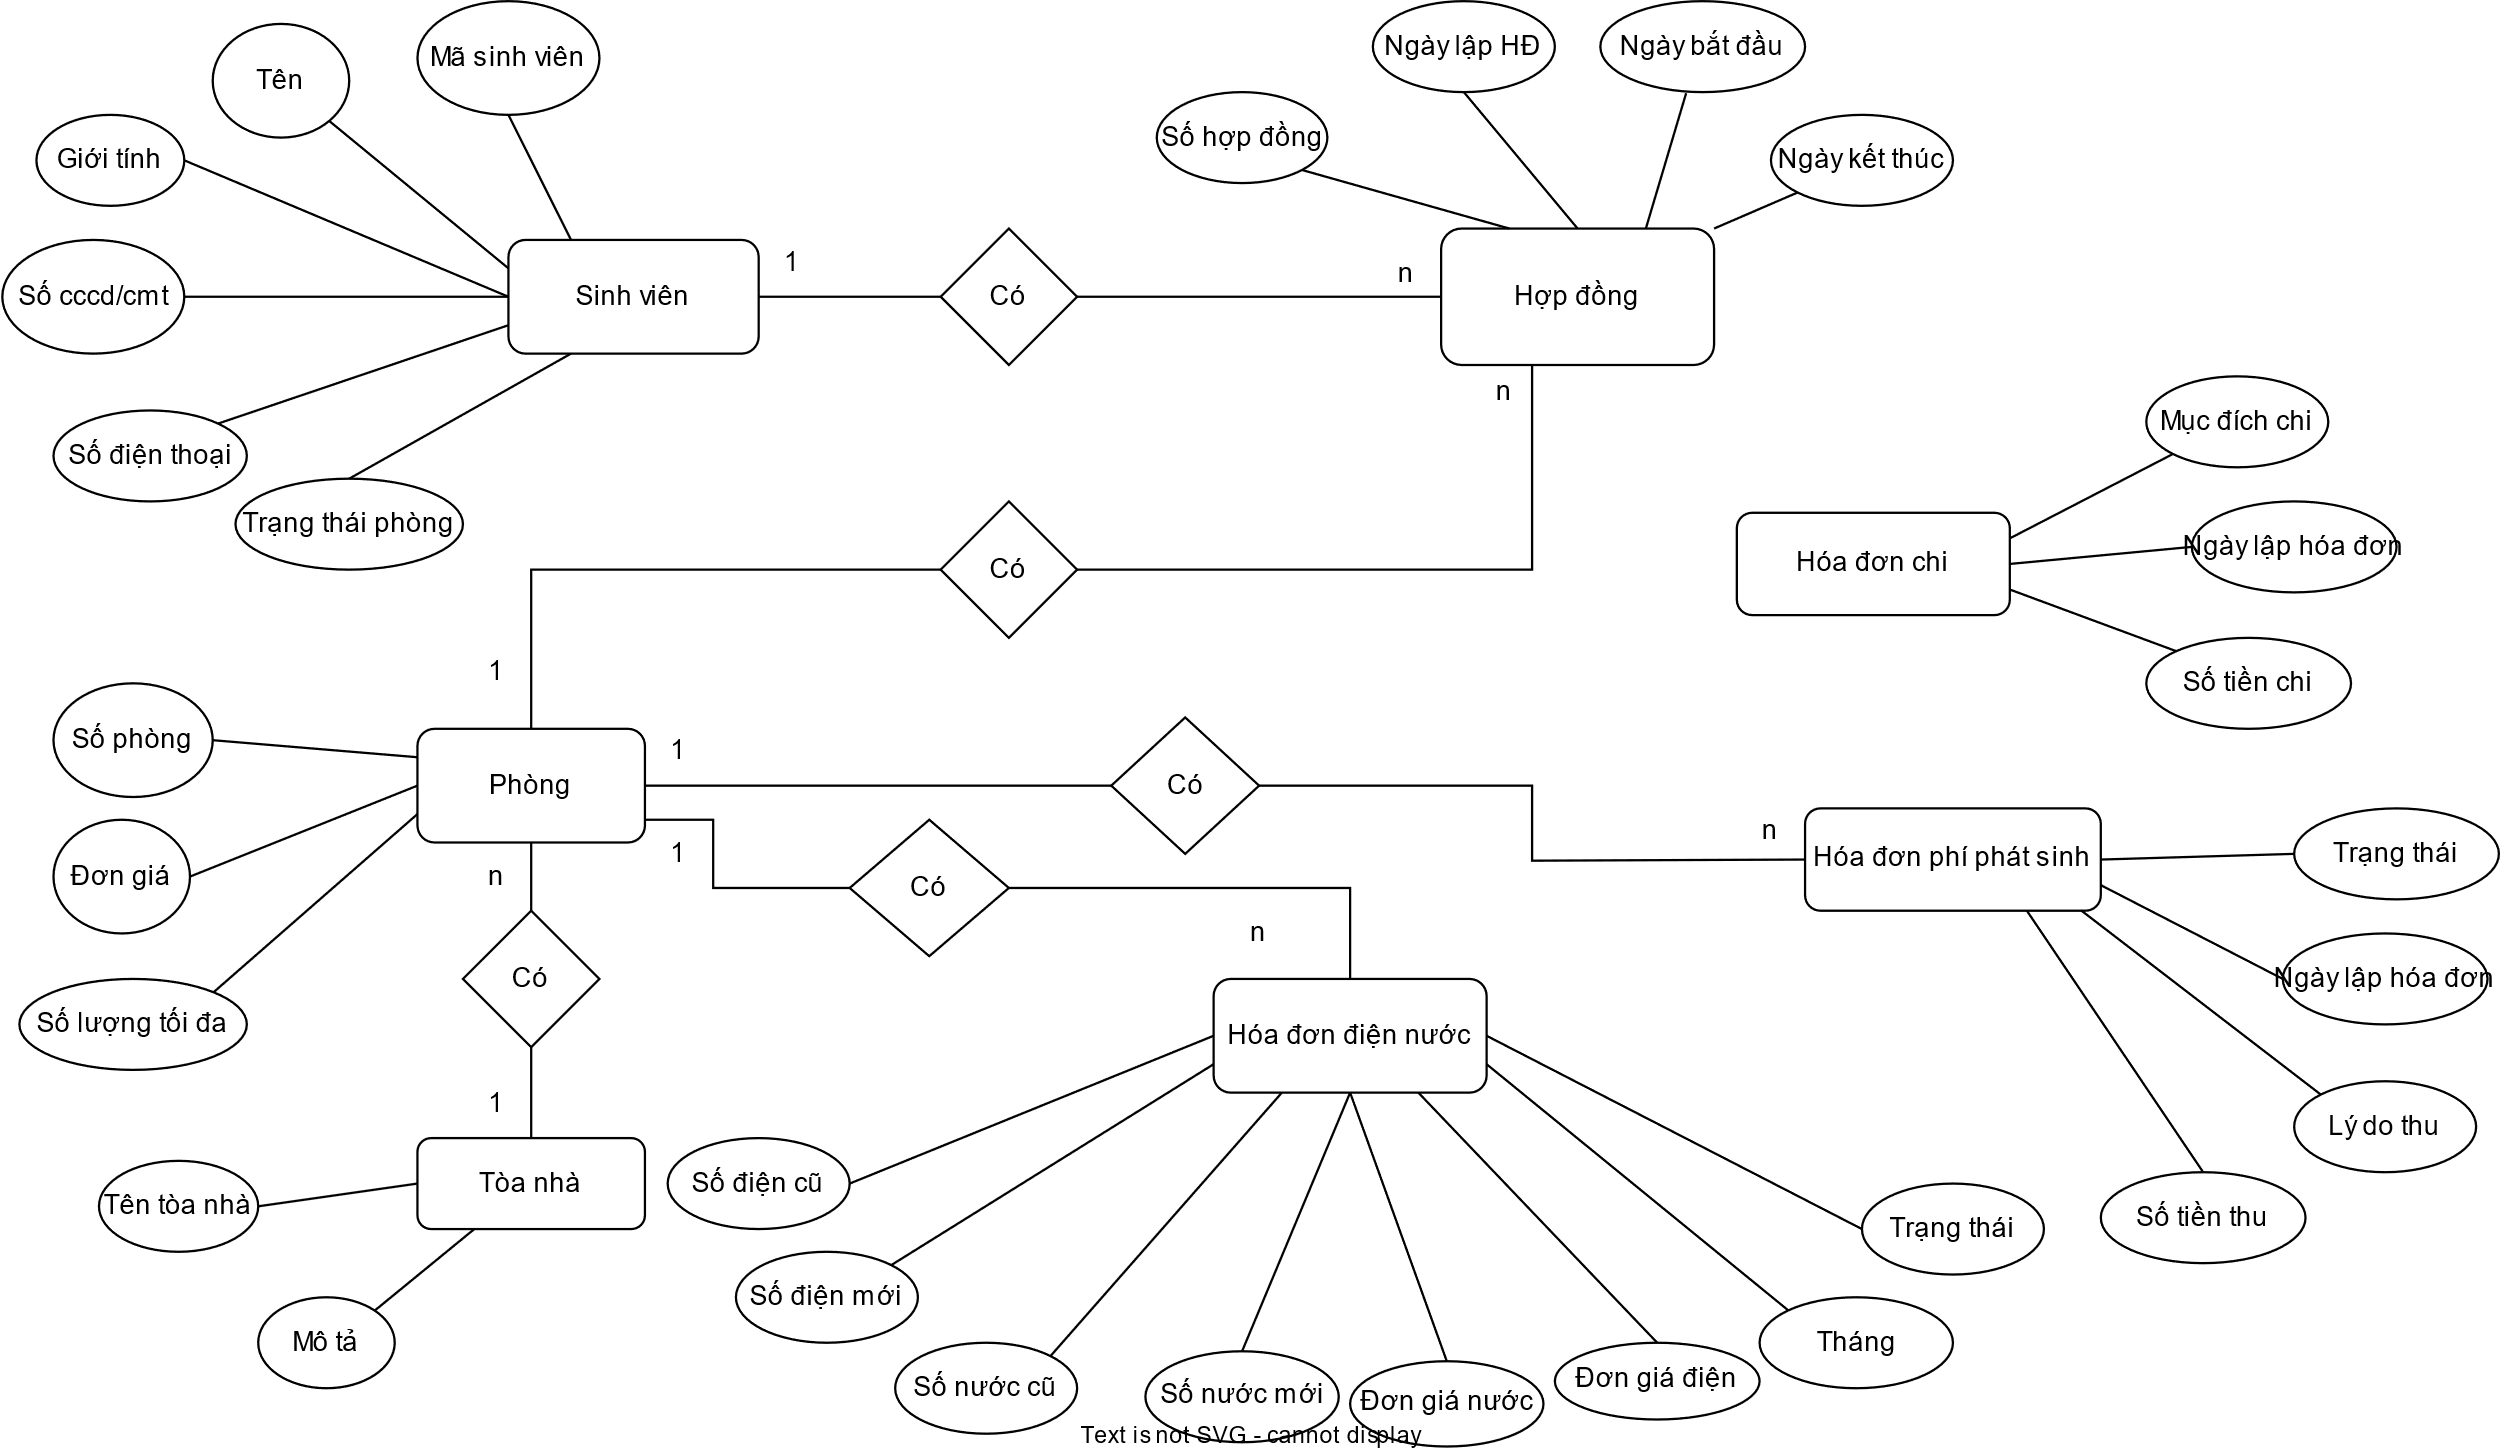 Mã sinh viên
Tên
Giới tính
Số cccd/cmt
Số điện thoại
Trạng thái phòng
Sinh viên
1
Có
n
Số hợp đồng
Ngày lập HĐ
Ngày bắt đầu
Ngày kết thúc
Hợp đồng
n
Có
1
Mục đích chi
Hóa đơn chi
Ngày lập hóa đơn
Số tiền chi
Số phòng
Phòng
Đơn giá
Số lượng tối đa
1
Có
n
Hóa đơn phí phát sinh
Trạng thái
Ngày lập hóa đơn
Lý do thu
Số tiền thu
1
Có
n
n
Có
1
Tòa nhà
Tên tòa nhà
Mô tả
Hóa đơn điện nước
Số điện cũ
Số điện mới
Số nước cũ
Số nước mới
Đơn giá nước
Đơn giá điện
Tháng
Trạng thái
Text is not SVG - cannot display